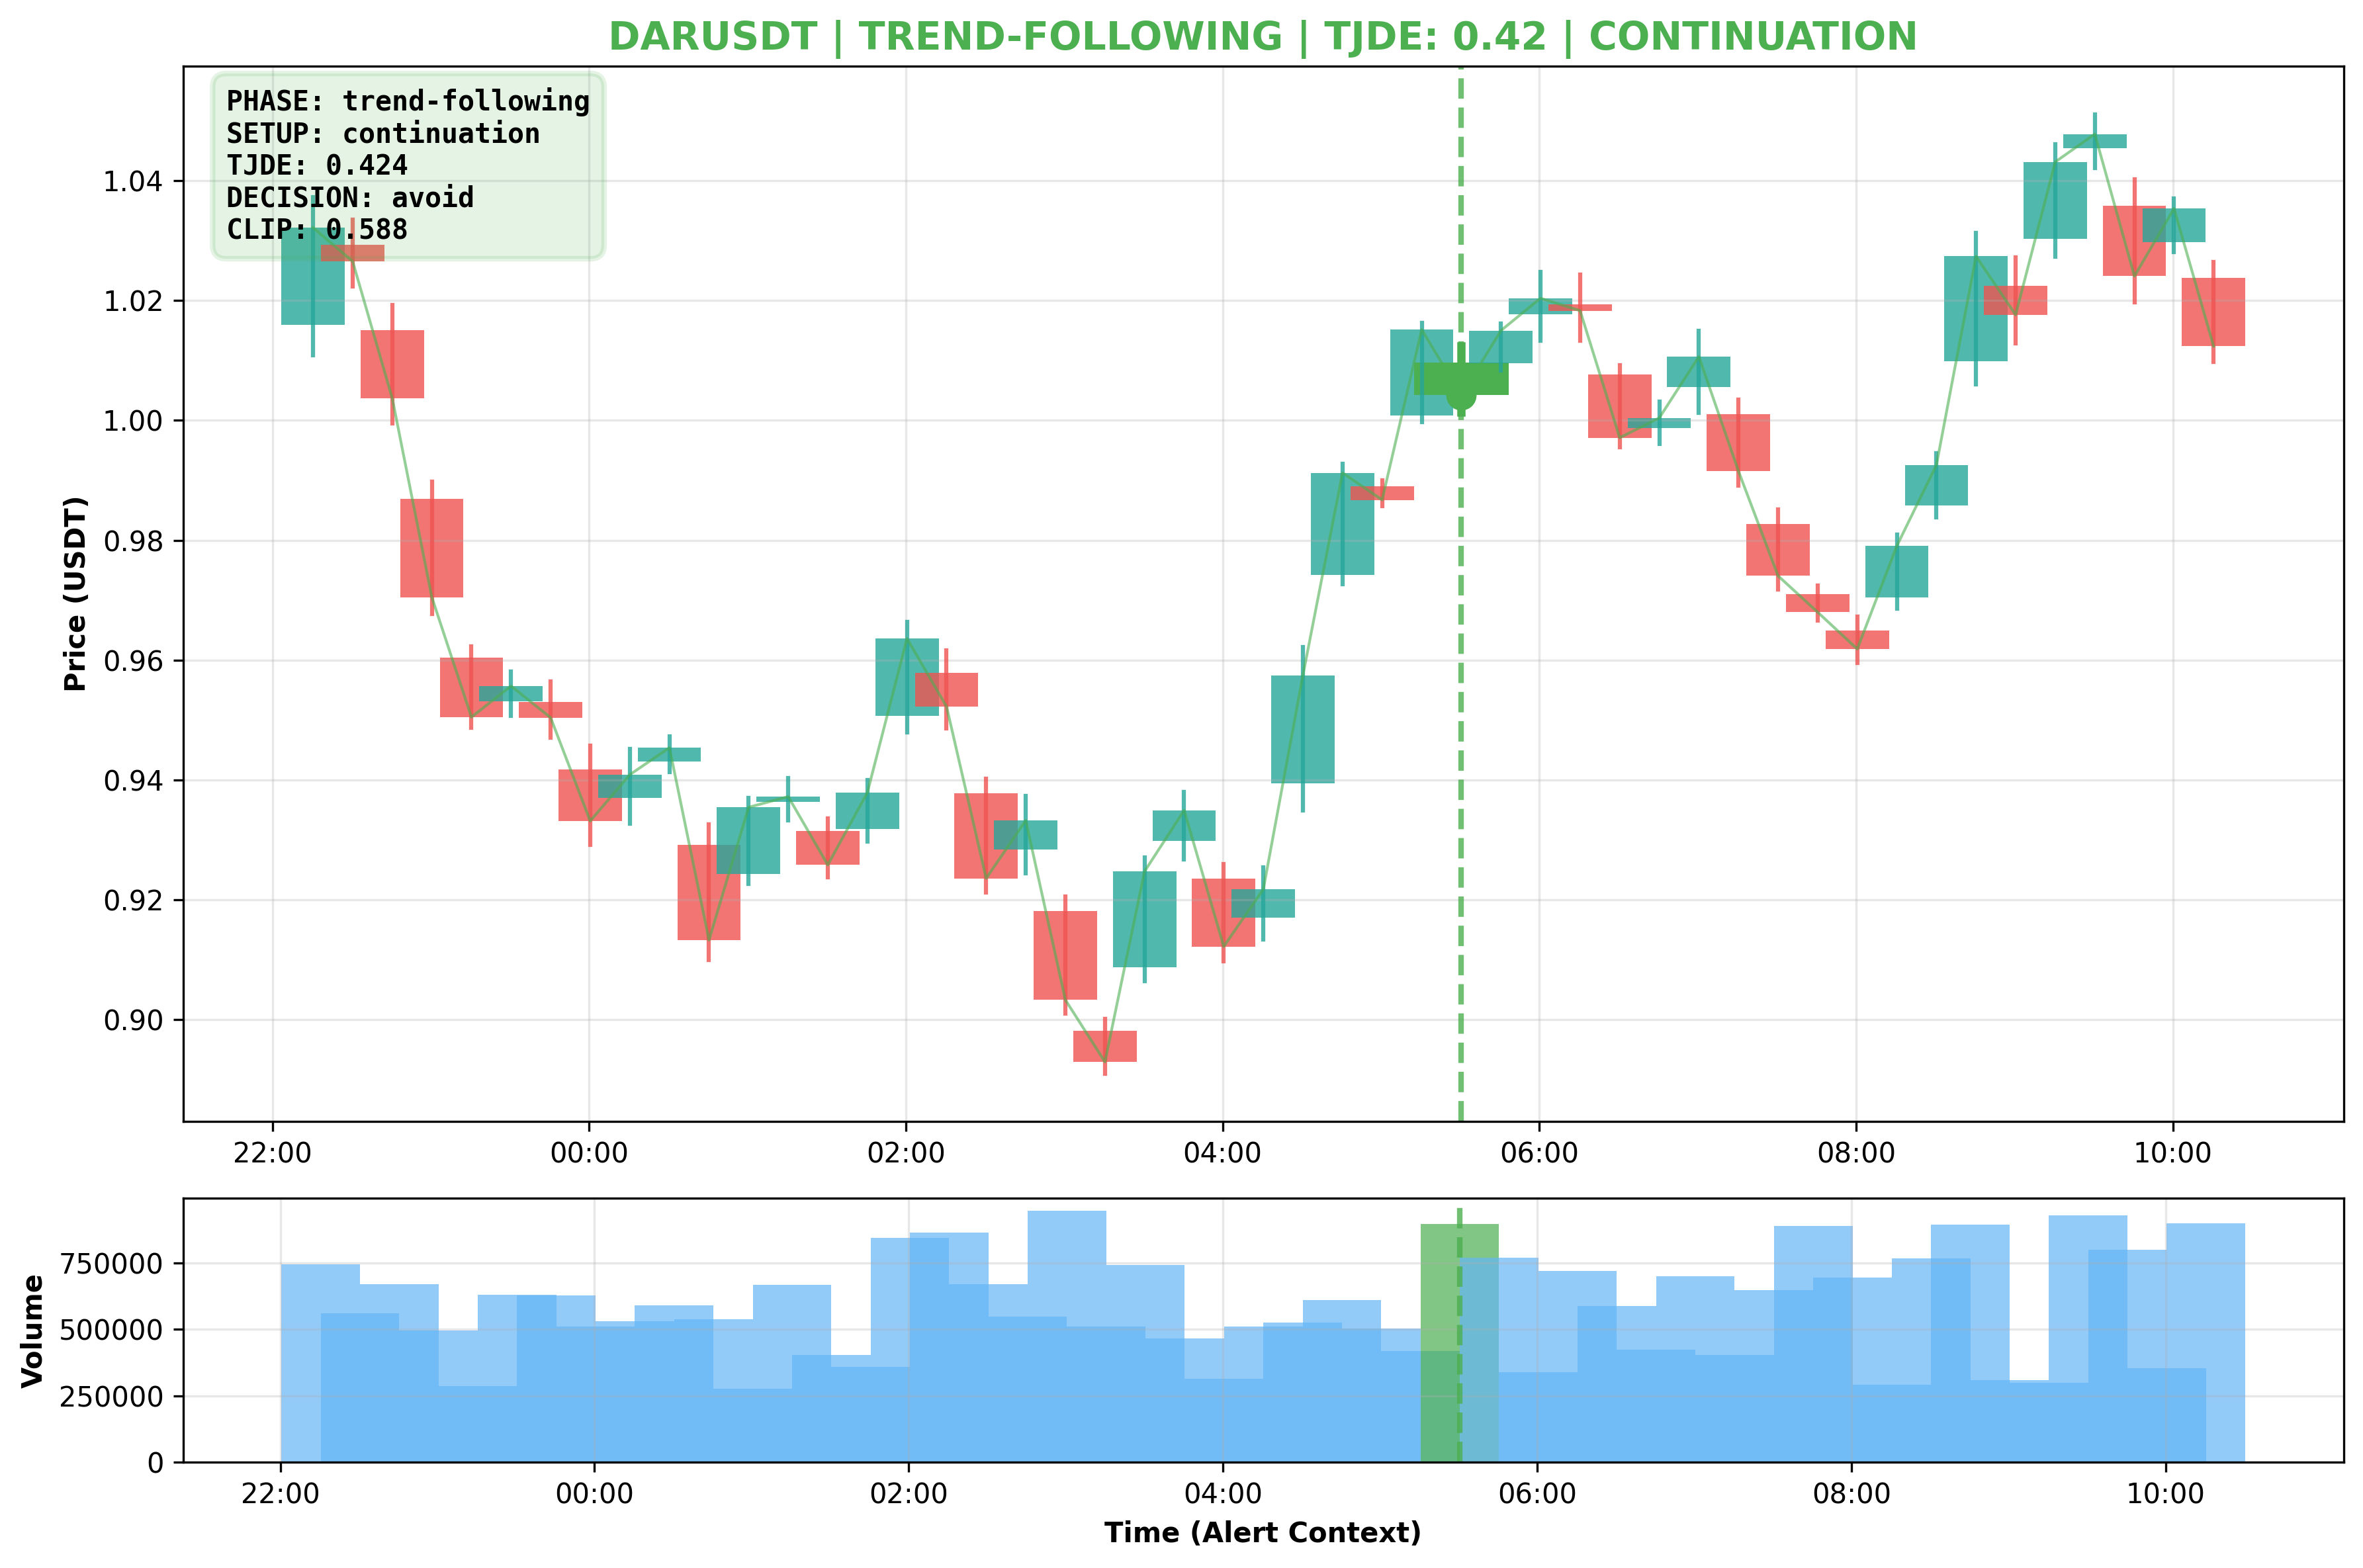 DARUSDT | TREND-FOLLOWING | TJDE: 0.42 | CONTINUATION
PHASE: trend-following
SETUP: continuation
TJDE: 0.424
DECISION: avoid
CLIP: 0.588
Price (USDT)
1.04
1.02
1.00
0.98
0.96
0.94
0.92
0.90
22:00 00:00 02:00 04:00 06:00 08:00 10:00
Volume
750000
500000
250000
0
22:00 00:00 02:00 04:00 06:00 08:00 10:00
Time (Alert Context)